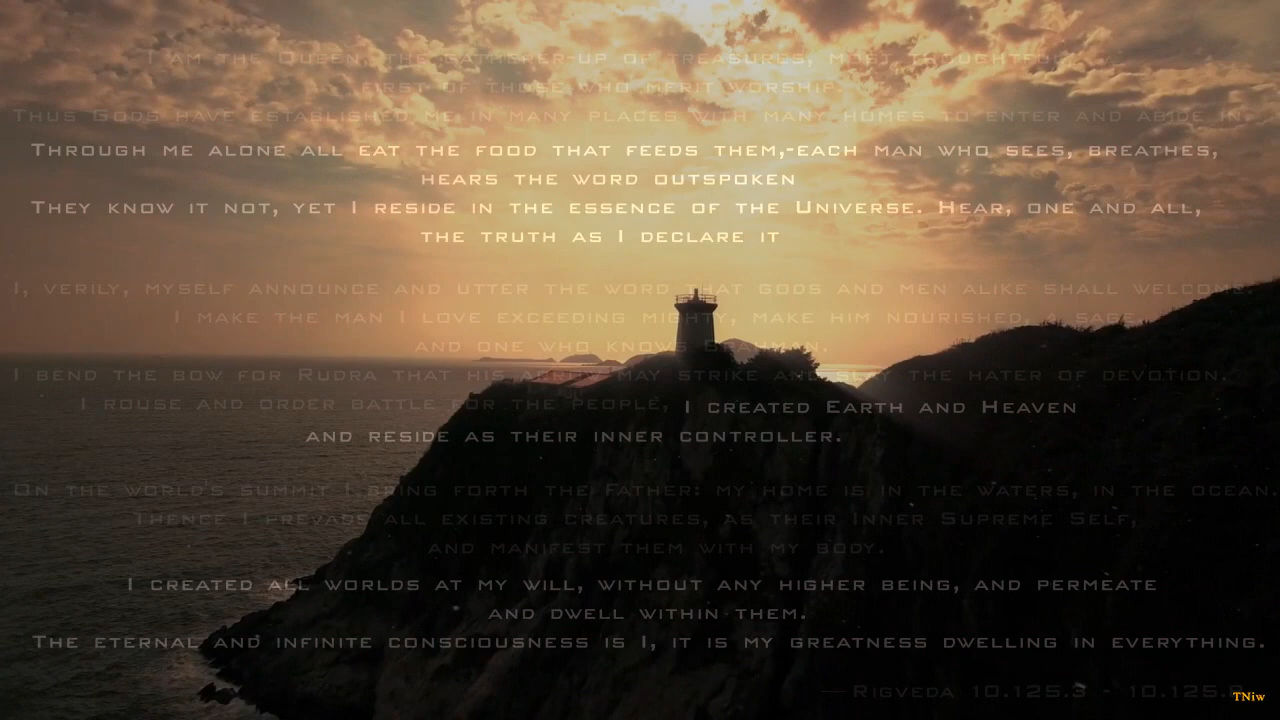 I am the Queen, the gatherer-up of treasures, most thoughtful,
first of those who merit worship.
Thus Gods have established me in many places with many homes to enter and abide in.
Through me alone all eat the food that feeds them,-each man who sees, breathes,
hears the word outspoken
They know it not, yet I reside in the essence of the Universe. Hear, one and all,
the truth as I declare it
I, verily, myself announce and utter the word that gods and men alike shall welcome.
I make the man I love exceeding mighty, make him nourished, a sage,
and one who knows Brahman.
I bend the bow for Rudra that his arrow may strike and slay the hater of devotion.
I rouse and order battle for the people, I created Earth and Heaven
and reside as their inner controller.
On the world's summit I bring forth the Father: my home is in the waters, in the ocean.
Thence I prevade all existing creatures, as their Inner Supreme Self,
and manifest them with my body.
I created all worlds at my will, without any higher being, and permeate
and dwell within them.
The eternal and infinite consciousness is I, it is my greatness dwelling in everything.
— Rigveda 10.125.3 - 10.125.8
TNiw